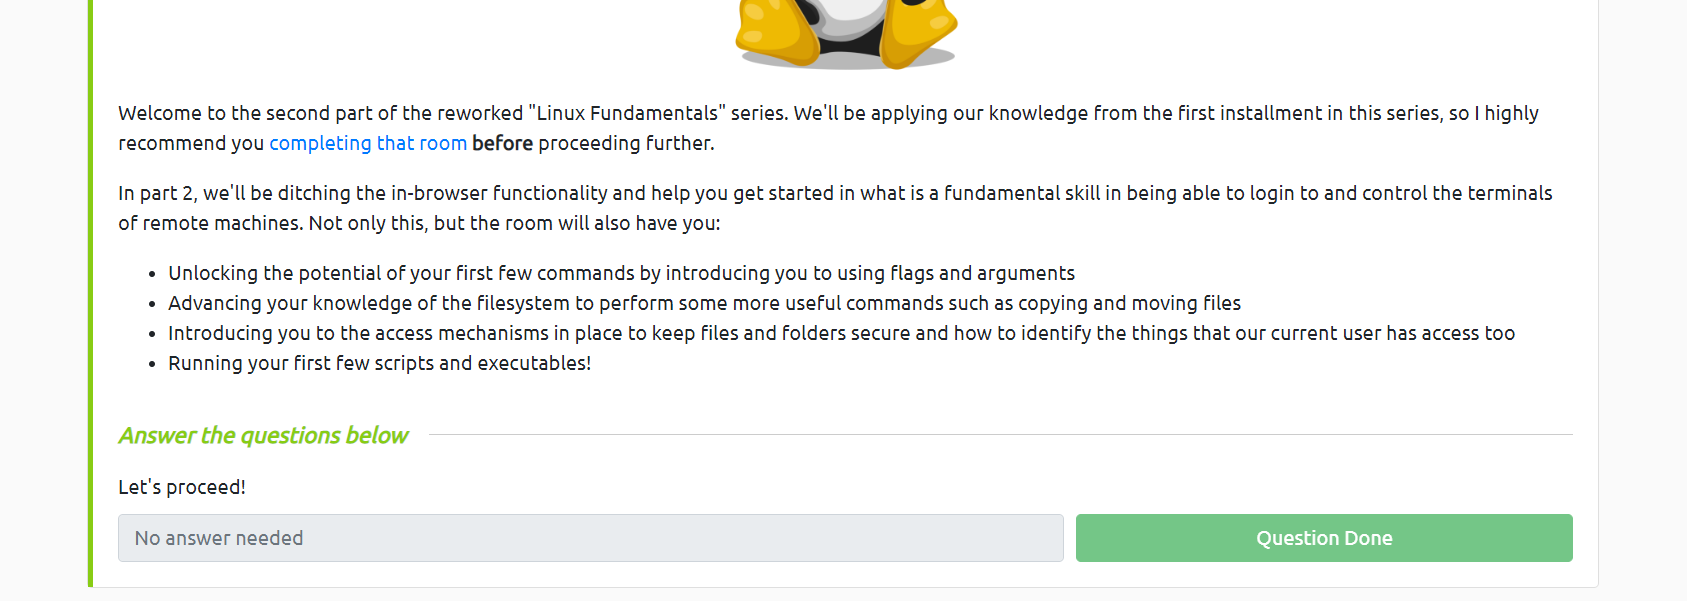 Welcome to the second part of the reworked "Linux Fundamentals" series. We'll be applying our knowledge from the first installment in this series, so I highly
recommend you completing that room before proceeding further.
In part 2, we'll be ditching the in-browser functionality and help you get started in what is a fundamental skill in being able to login to and control the terminals
of remote machines. Not only this, but the room will also have you:
• Unlocking the potential of your first few commands by introducing you to using flags and arguments
• Advancing your knowledge of the filesystem to perform some more useful commands such as copying and moving files
• Introducing you to the access mechanisms in place to keep files and folders secure and how to identify the things that our current user has access too
• Running your first few scripts and executables!
Answer the questions below
Let's proceed!
No answer needed
Question Done